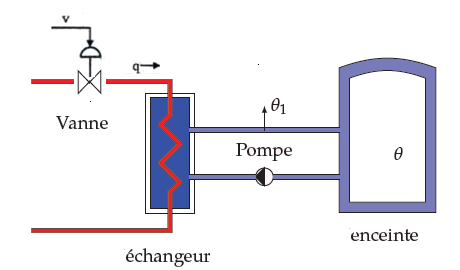 v
q
θ1
Vanne
Pompe
θ
enceinte
échangeur